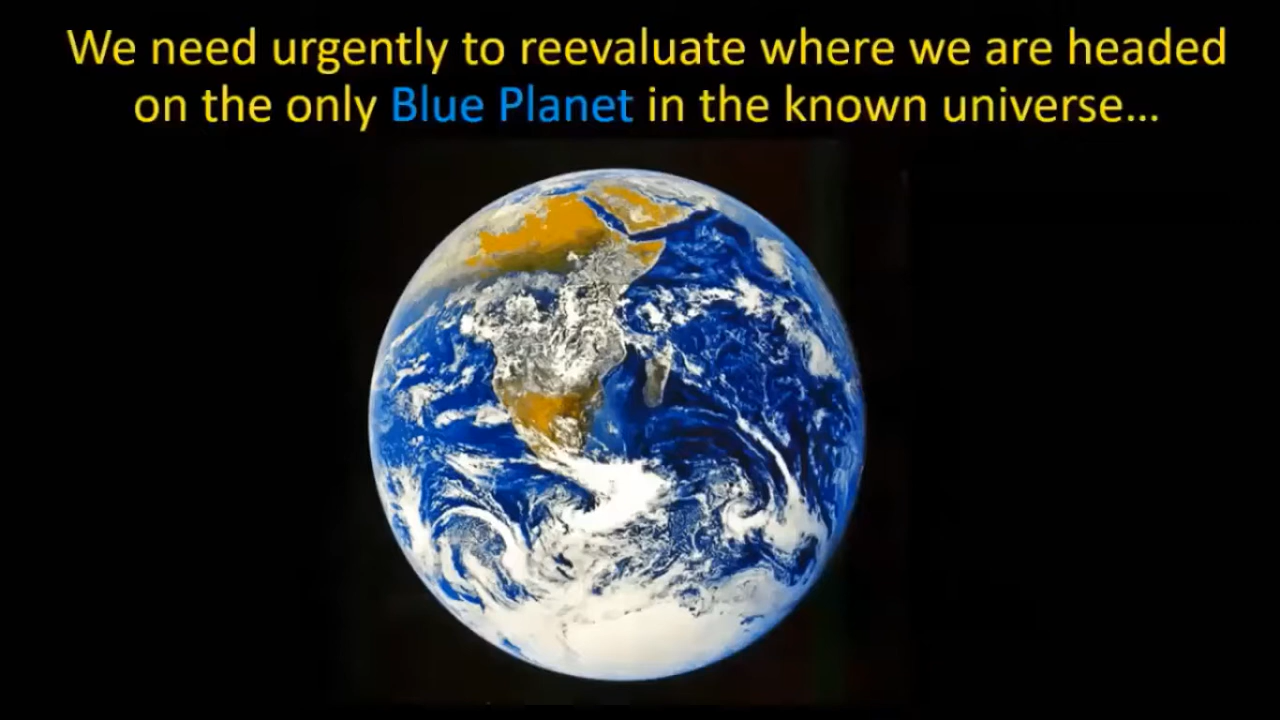 We need urgently to reevaluate where we are headed
on the only Blue Planet in the known universe...